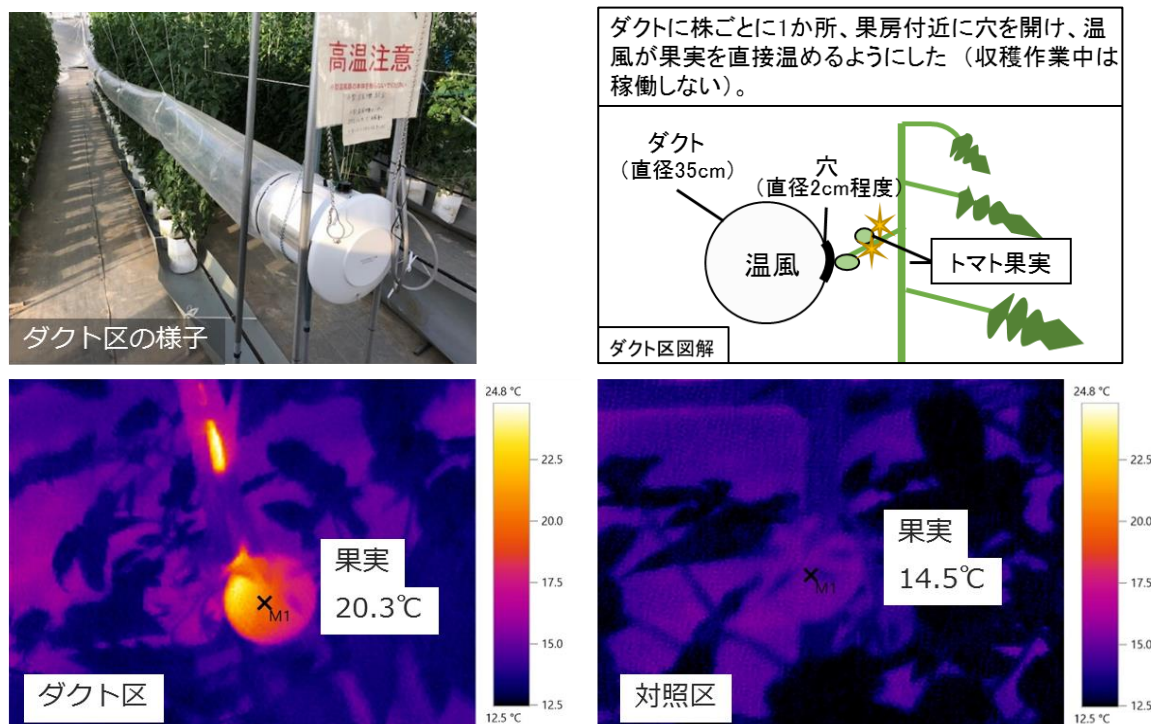 高温注意
ダクト区の様子
ダクトに株ごとに1か所、果房付近に穴を開け、温
風が果実を直接温めるようにした （収穫作業中は
稼働しない）。
ダクト
（直径35cm）
穴
（直径2cm程度）
温風
トマト果実
ダクト区図解
24.8 °C
22.5
20.0
17.5
15.0
12.5 °C
果実
20.3℃
M1
ダクト区
24.8 °C
22.5
20.0
17.5
15.0
12.5
12.5 °C
果実
14.5℃
M1
対照区